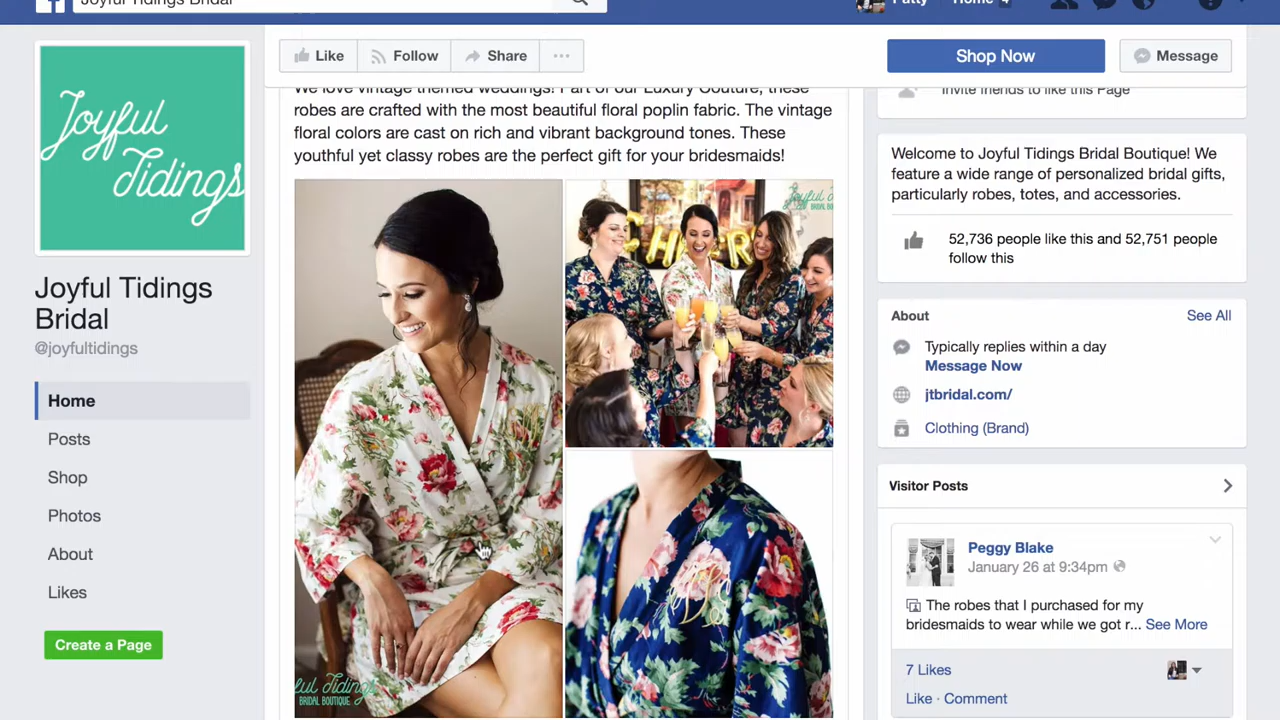 Joyful Tidings Bridal
Patty
Home 4
Like
Follow
Share
Shop Now
Message
Joyful
Tidings
Joyful Tidings
Bridal
@joyfultidings
Home
Posts
Shop
Photos
About
Likes
Create a Page
We love vintage themed weddings! Part of our Luxury Couture, these
robes are crafted with the most beautiful floral poplin fabric. The vintage
floral colors are cast on rich and vibrant background tones. These
youthful yet classy robes are the perfect gift for your bridesmaids!
BRIDAL BOUTIQUE
Invite friends to like this Page
Welcome to Joyful Tidings Bridal Boutique! We
feature a wide range of personalized bridal gifts,
particularly robes, totes, and accessories.
52,736 people like this and 52,751 people
follow this
About
See All
Typically replies within a day
Message Now
jtbridal.com/
Clothing (Brand)
Visitor Posts
Peggy Blake
January 26 at 9:34pm
The robes that I purchased for my
bridesmaids to wear while we got r... See More
7 Likes
Like · Comment